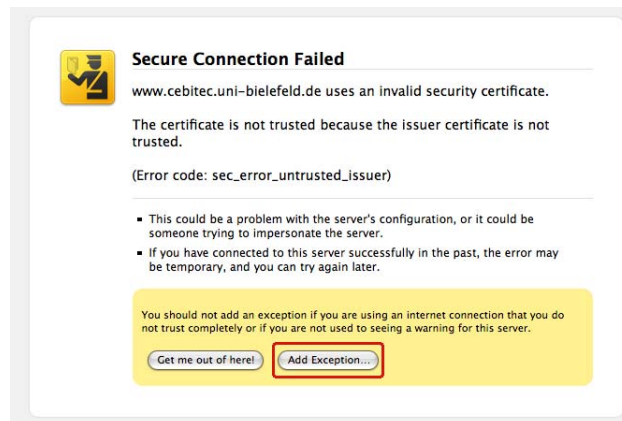 Secure Connection Failed
www.cebitec.uni-bielefeld.de uses an invalid security certificate.
The certificate is not trusted because the issuer certificate is not
trusted.
(Error code: sec_error_untrusted_issuer)
▪ This could be a problem with the server's configuration, or it could be
someone trying to impersonate the server.
▪ If you have connected to this server successfully in the past, the error may
be temporary, and you can try again later.
You should not add an exception if you are using an internet connection that you do
not trust completely or if you are not used to seeing a warning for this server.
Get me out of here! Add Exception...